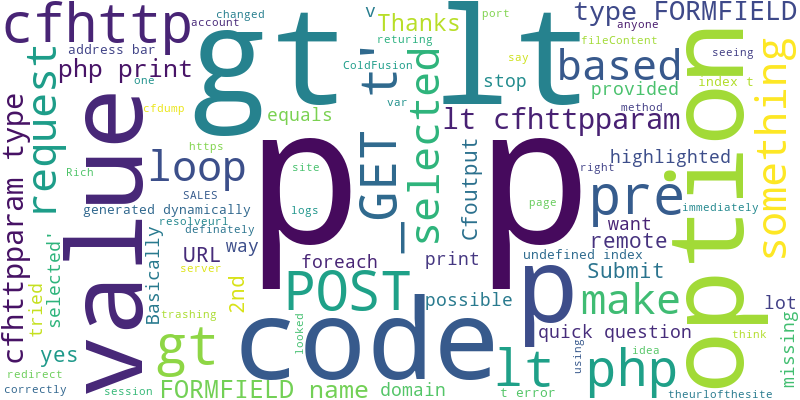 cfhttp
account
changed
port
anyone
type FORMFIELD
address bar
v
Thanks
say
fileContent
php print
returing
gt
lt
t'
ColdFusion
based
seeing
one
cfdump
var
stop
provided
index t
something
option
request
value
equals
method
lt cfhttpparam
cfhttpparam type
https
loop
_GET
selected
Cfoutput
highlighted
right
Rich
site
p
p
pre
SALES
logs
page
immediately
generated dynamically
resolveurl
want
definately
remote
Basically
URL
way
foreach
print
undefined index
server
2nd
POST
possible
p
Submit
make
lot
selected'
tried
trashing
code
quick question
missing
yes
gt
looked
lt
using
php
think
idea
redirect
correctly
session
FORMFIELD name
domain
t error
theurlofthesite